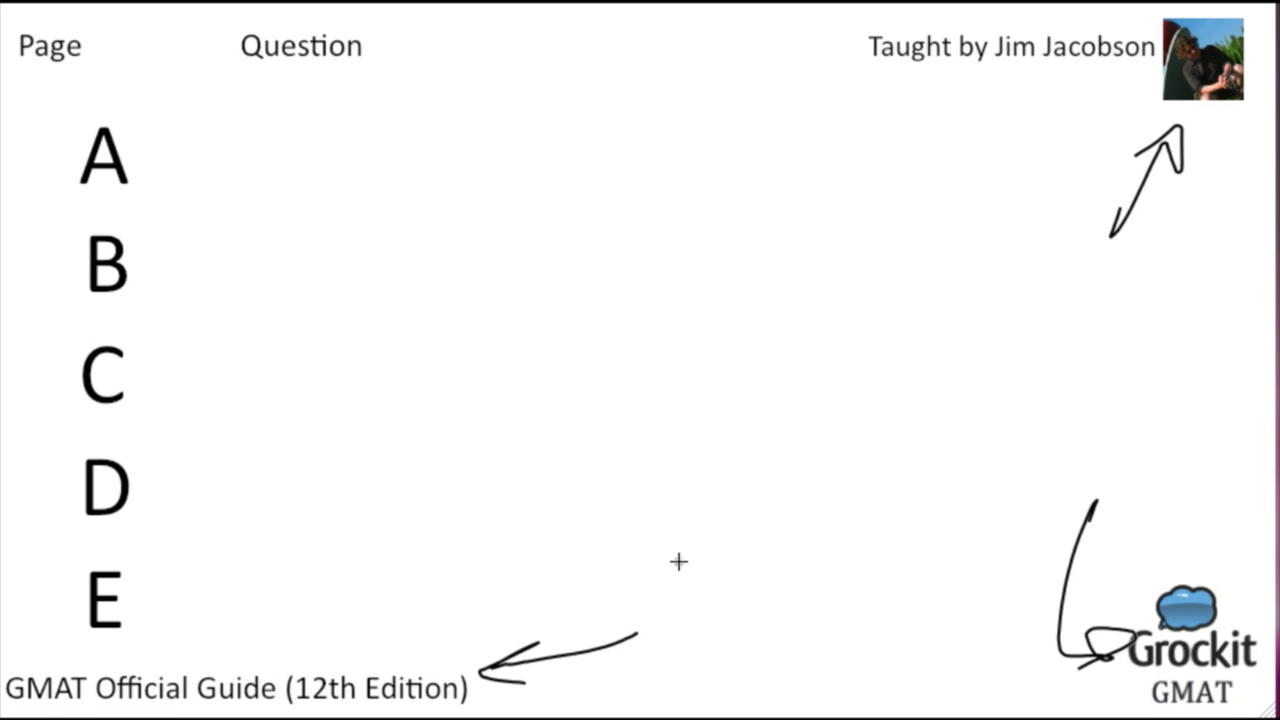 Page Question Taught by Jim Jacobson
A
B
C
D
E
GMAT Official Guide (12th Edition)
Grockit
GMAT